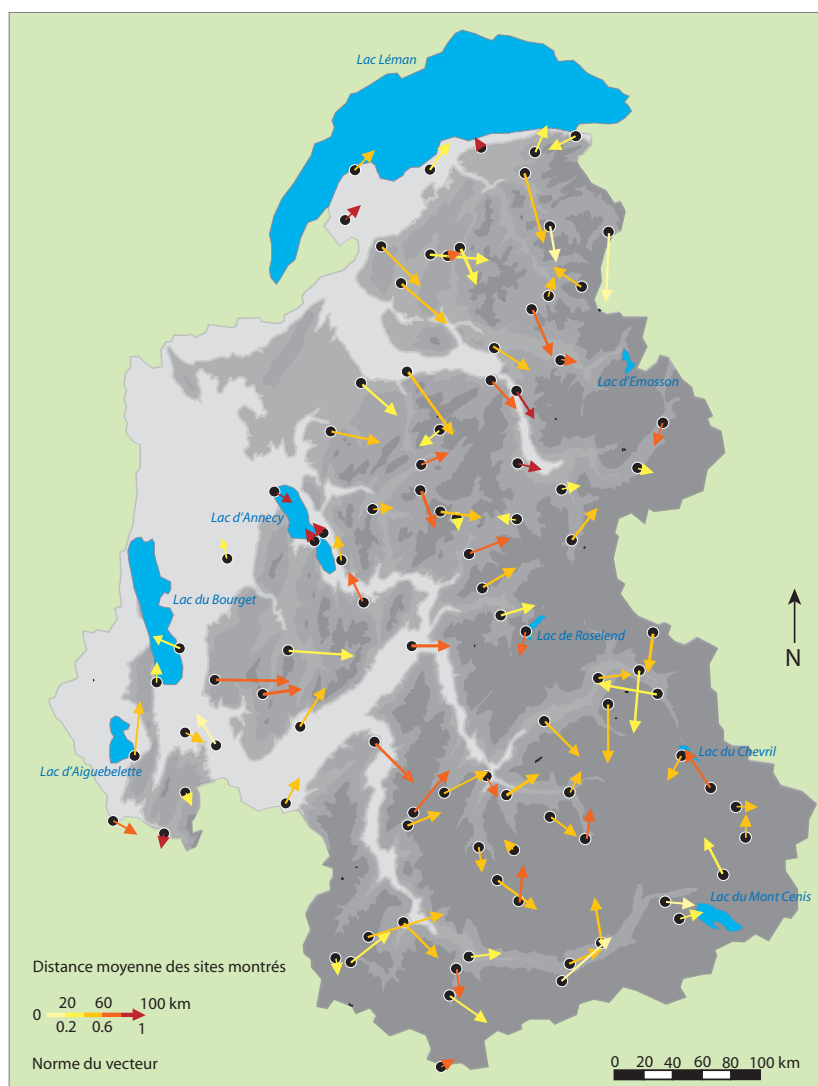 Lac Léman
Lac d'Emosson
Lac d'Annecy
Lac du Bourget
Lac de Roselend
N
Lac du Chevril
Lac d'Aiguebelette
Lac du Mont Cenis
Distance moyenne des sites montrés
20 60 100 km
0
0.2 0.6 1
Norme du vecteur
0 20 40 60 80 100 km